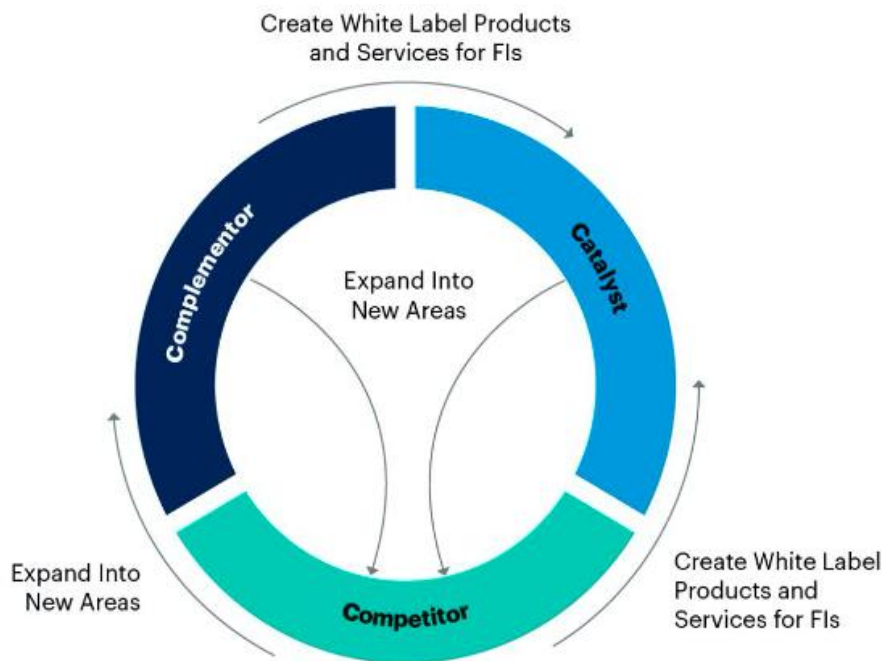 Create White Label Products
and Services for FIs
Complementor
Catalyst
Expand Into
New Areas
Expand Into
New Areas
Competitor
Create White Label
Products and
Services for FIs